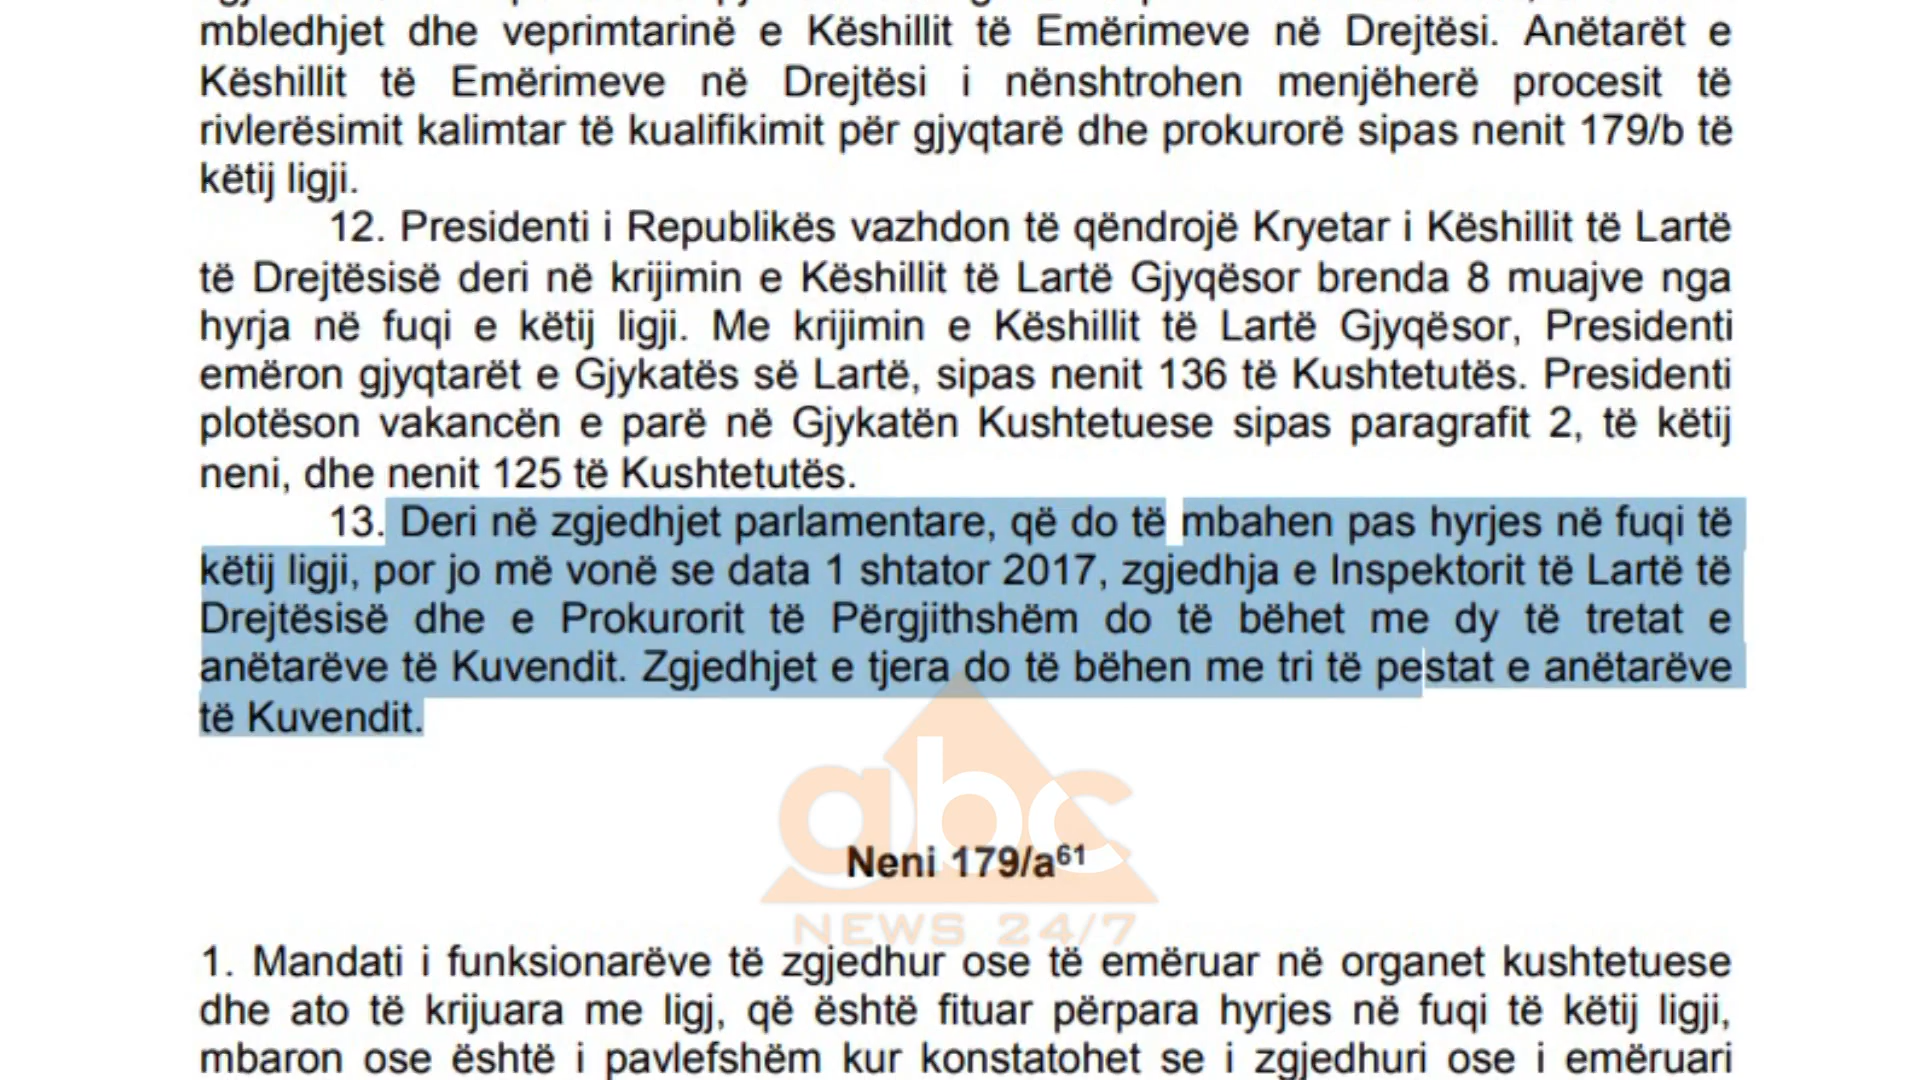 mbledhjet dhe veprimtarinë e Këshillit të Emërimeve në Drejtësi. Anëtarët e
Këshillit të Emërimeve në Drejtësi i nënshtrohen menjëherë procesit të
rivlerësimit kalimtar të kualifikimit për gjyqtarë dhe prokurorë sipas nenit 179/b të
këtij ligji.
12. Presidenti i Republikës vazhdon të qëndrojë Kryetar i Këshillit të Lartë
të Drejtësisë deri në krijimin e Këshillit të Lartë Gjyqësor brenda 8 muajve nga
hyrja në fuqi e këtij ligji. Me krijimin e Këshillit të Lartë Gjyqësor, Presidenti
emëron gjyqtarët e Gjykatës së Lartë, sipas nenit 136 të Kushtetutës. Presidenti
plotëson vakancën e parë në Gjykatën Kushtetuese sipas paragrafit 2, të këtij
neni, dhe nenit 125 të Kushtetutës.
13. Deri në zgjedhjet parlamentare, që do të mbahen pas hyrjes në fuqi të
këtij ligji, por jo më vonë se data 1 shtator 2017, zgjedhja e Inspektorit të Lartë të
Drejtësisë dhe e Prokurorit të Përgjithshëm do të bëhet me dy të tretat e
anëtarëve të Kuvendit. Zgjedhjet e tjera do të bëhen me tri të pestat e anëtarëve
të Kuvendit.
abc
Neni 179/a61
NEWS 24/7
1. Mandati i funksionarëve të zgjedhur ose të emëruar në organet kushtetuese
dhe ato të krijuara me ligj, që është fituar përpara hyrjes në fuqi të këtij ligji,
mbaron ose është i pavlefshëm kur konstatohet se i zgjedhuri ose i emëruari